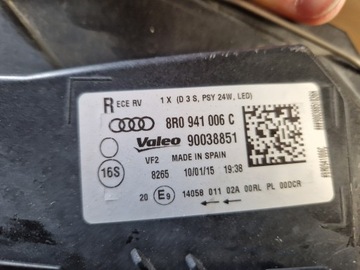 R ECE RV 1 X (D 3 S, PSY 24W, LED)
8R0 941 006 C
Valeo 90038851
VF2 MADE IN SPAIN
16S 8265 10/01/15 19:38
20 E9 14058 011 02A 00RL PL 00DCR